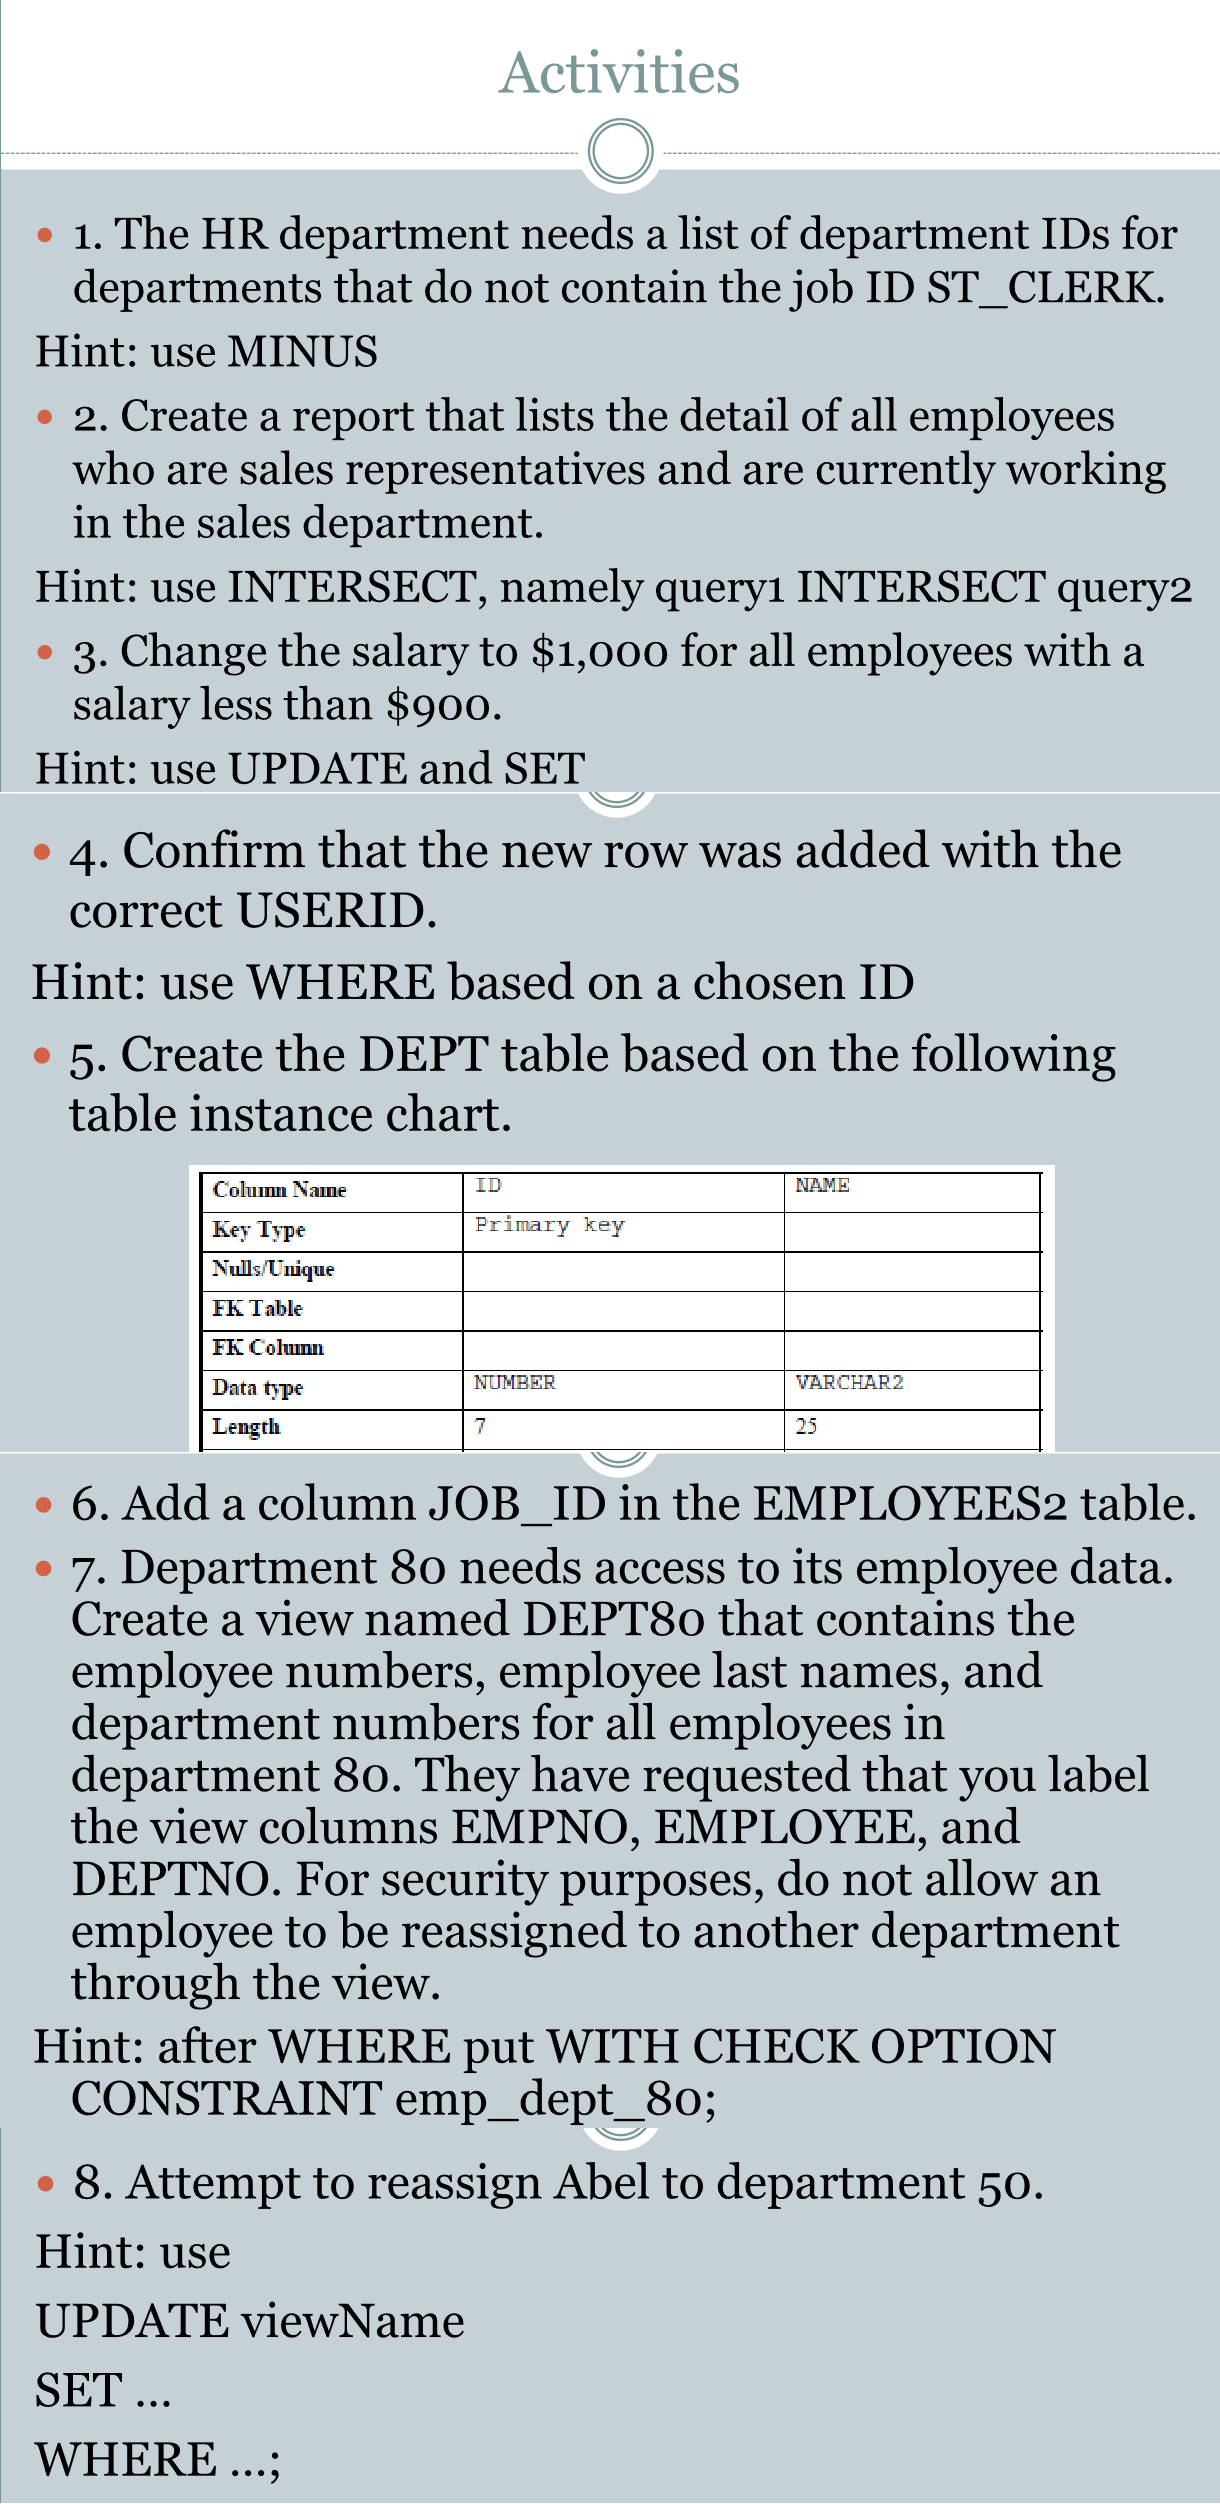 Activities
1. The HR department needs a list of department IDs for
departments that do not contain the job ID ST_CLERK.
Hint: use MINUS
2. Create a report that lists the detail of all employees
who are sales representatives and are currently working
in the sales department.
Hint: use INTERSECT, namely query1 INTERSECT query2
3. Change the salary to $1,000 for all employees with a
salary less than $900.
Hint: use UPDATE and SET
4. Confirm that the new row was added with the
correct USERID.
Hint: use WHERE based on a chosen ID
5. Create the DEPT table based on the following
table instance chart.
Column Name ID NAME
Key Type Primary key
Nulls/Unique
FK Table
FK Column
Data type NUMBER VARCHAR2
Length 7 25
6. Add a column JOB_ID in the EMPLOYEES2 table.
7. Department 80 needs access to its employee data.
Create a view named DEPT80 that contains the
employee numbers, employee last names, and
department numbers for all employees in
department 80. They have requested that you label
the view columns EMPNO, EMPLOYEE, and
DEPTNO. For security purposes, do not allow an
employee to be reassigned to another department
through the view.
Hint: after WHERE put WITH CHECK OPTION
CONSTRAINT emp_dept_80;
8. Attempt to reassign Abel to department 50.
Hint: use
UPDATE viewName
SET ...
WHERE ...;